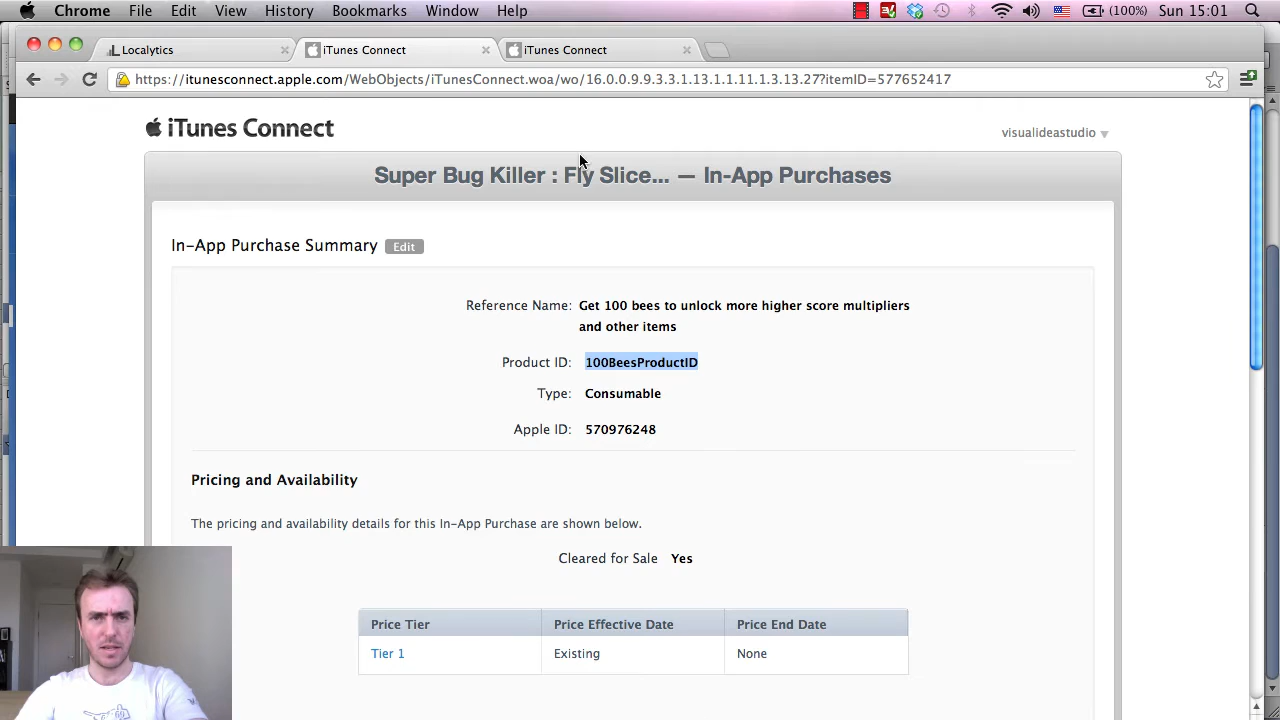 Chrome File Edit View History Bookmarks Window Help (100%) Sun 15:01
Localytics iTunes Connect iTunes Connect
https://itunesconnect.apple.com/WebObjects/iTunesConnect.woa/wo/16.0.0.9.9.3.3.1.13.1.1.11.1.3.13.27?itemID=577652417
iTunes Connect
visualideastudio
Super Bug Killer : Fly Slice... — In-App Purchases
In-App Purchase Summary Edit
Reference Name: Get 100 bees to unlock more higher score multipliers
and other items
Product ID: 100BeesProductID
Type: Consumable
Apple ID: 570976248
Pricing and Availability
The pricing and availability details for this In-App Purchase are shown below.
Cleared for Sale Yes
Price Tier Price Effective Date Price End Date
Tier 1 Existing None